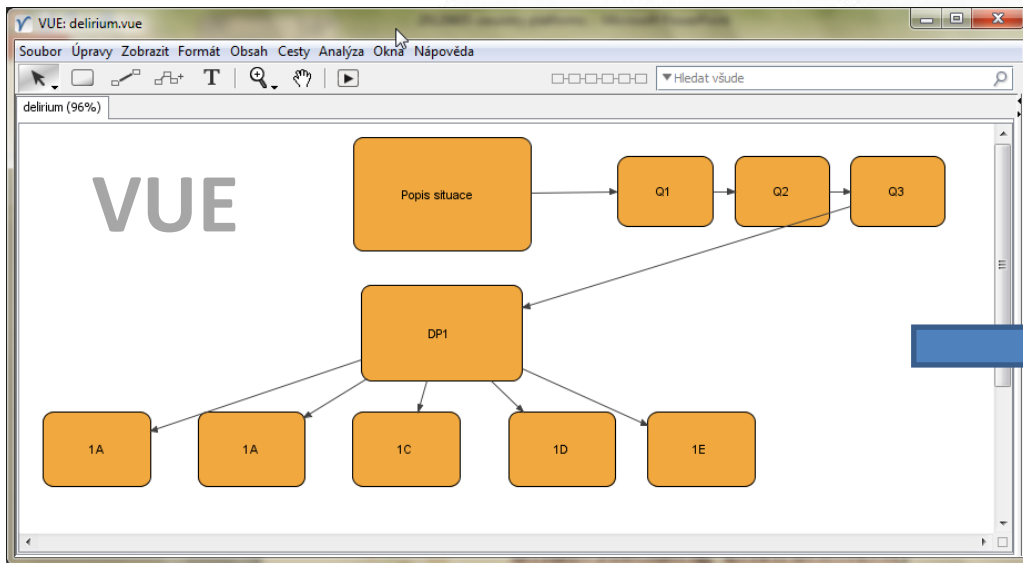 VUE: delirium.vue
Soubor Úpravy Zobrazit Formát Obsah Cesty Analýza Okna Nápověda
T
Hledat všude
delirium (96%)
VUE
Popis situace
Q1
Q2
Q3
DP1
1A
1A
1C
1D
1E